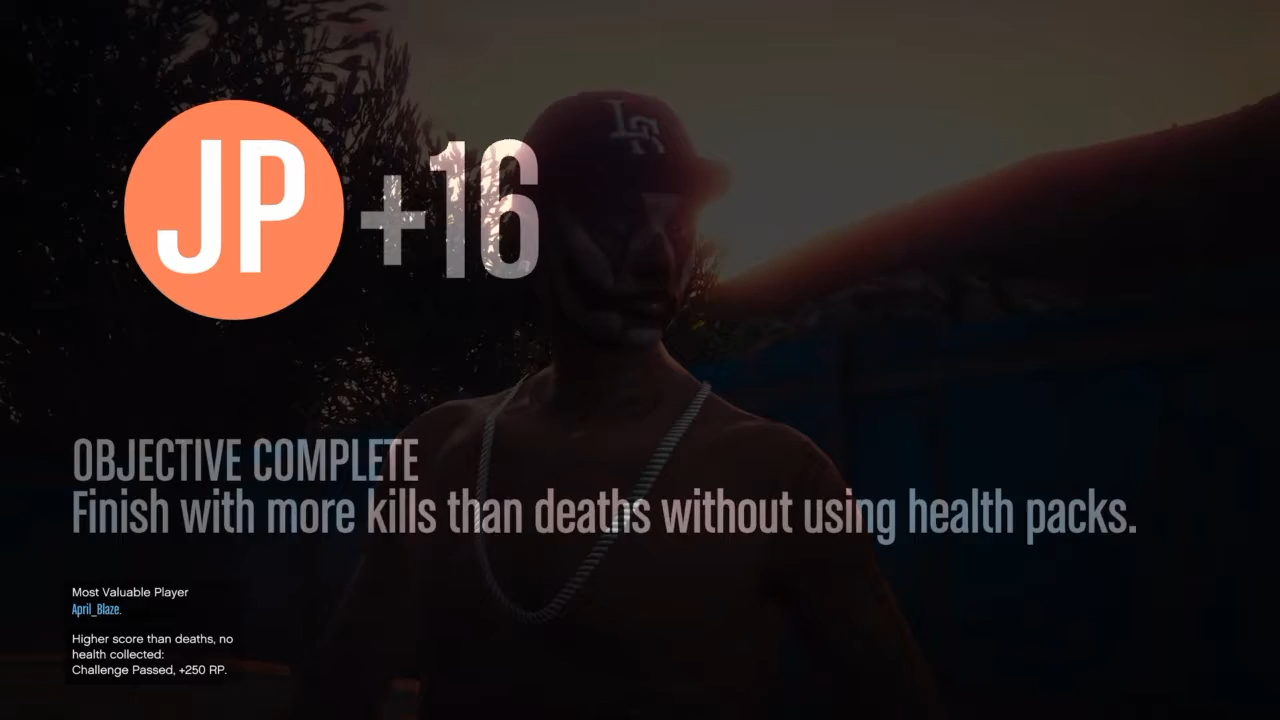 LS
JP +16
OBJECTIVE COMPLETE
Finish with more kills than deaths without using health packs.
Most Valuable Player
April_Blaze.
Higher score than deaths, no
health collected:
Challenge Passed, +250 RP.